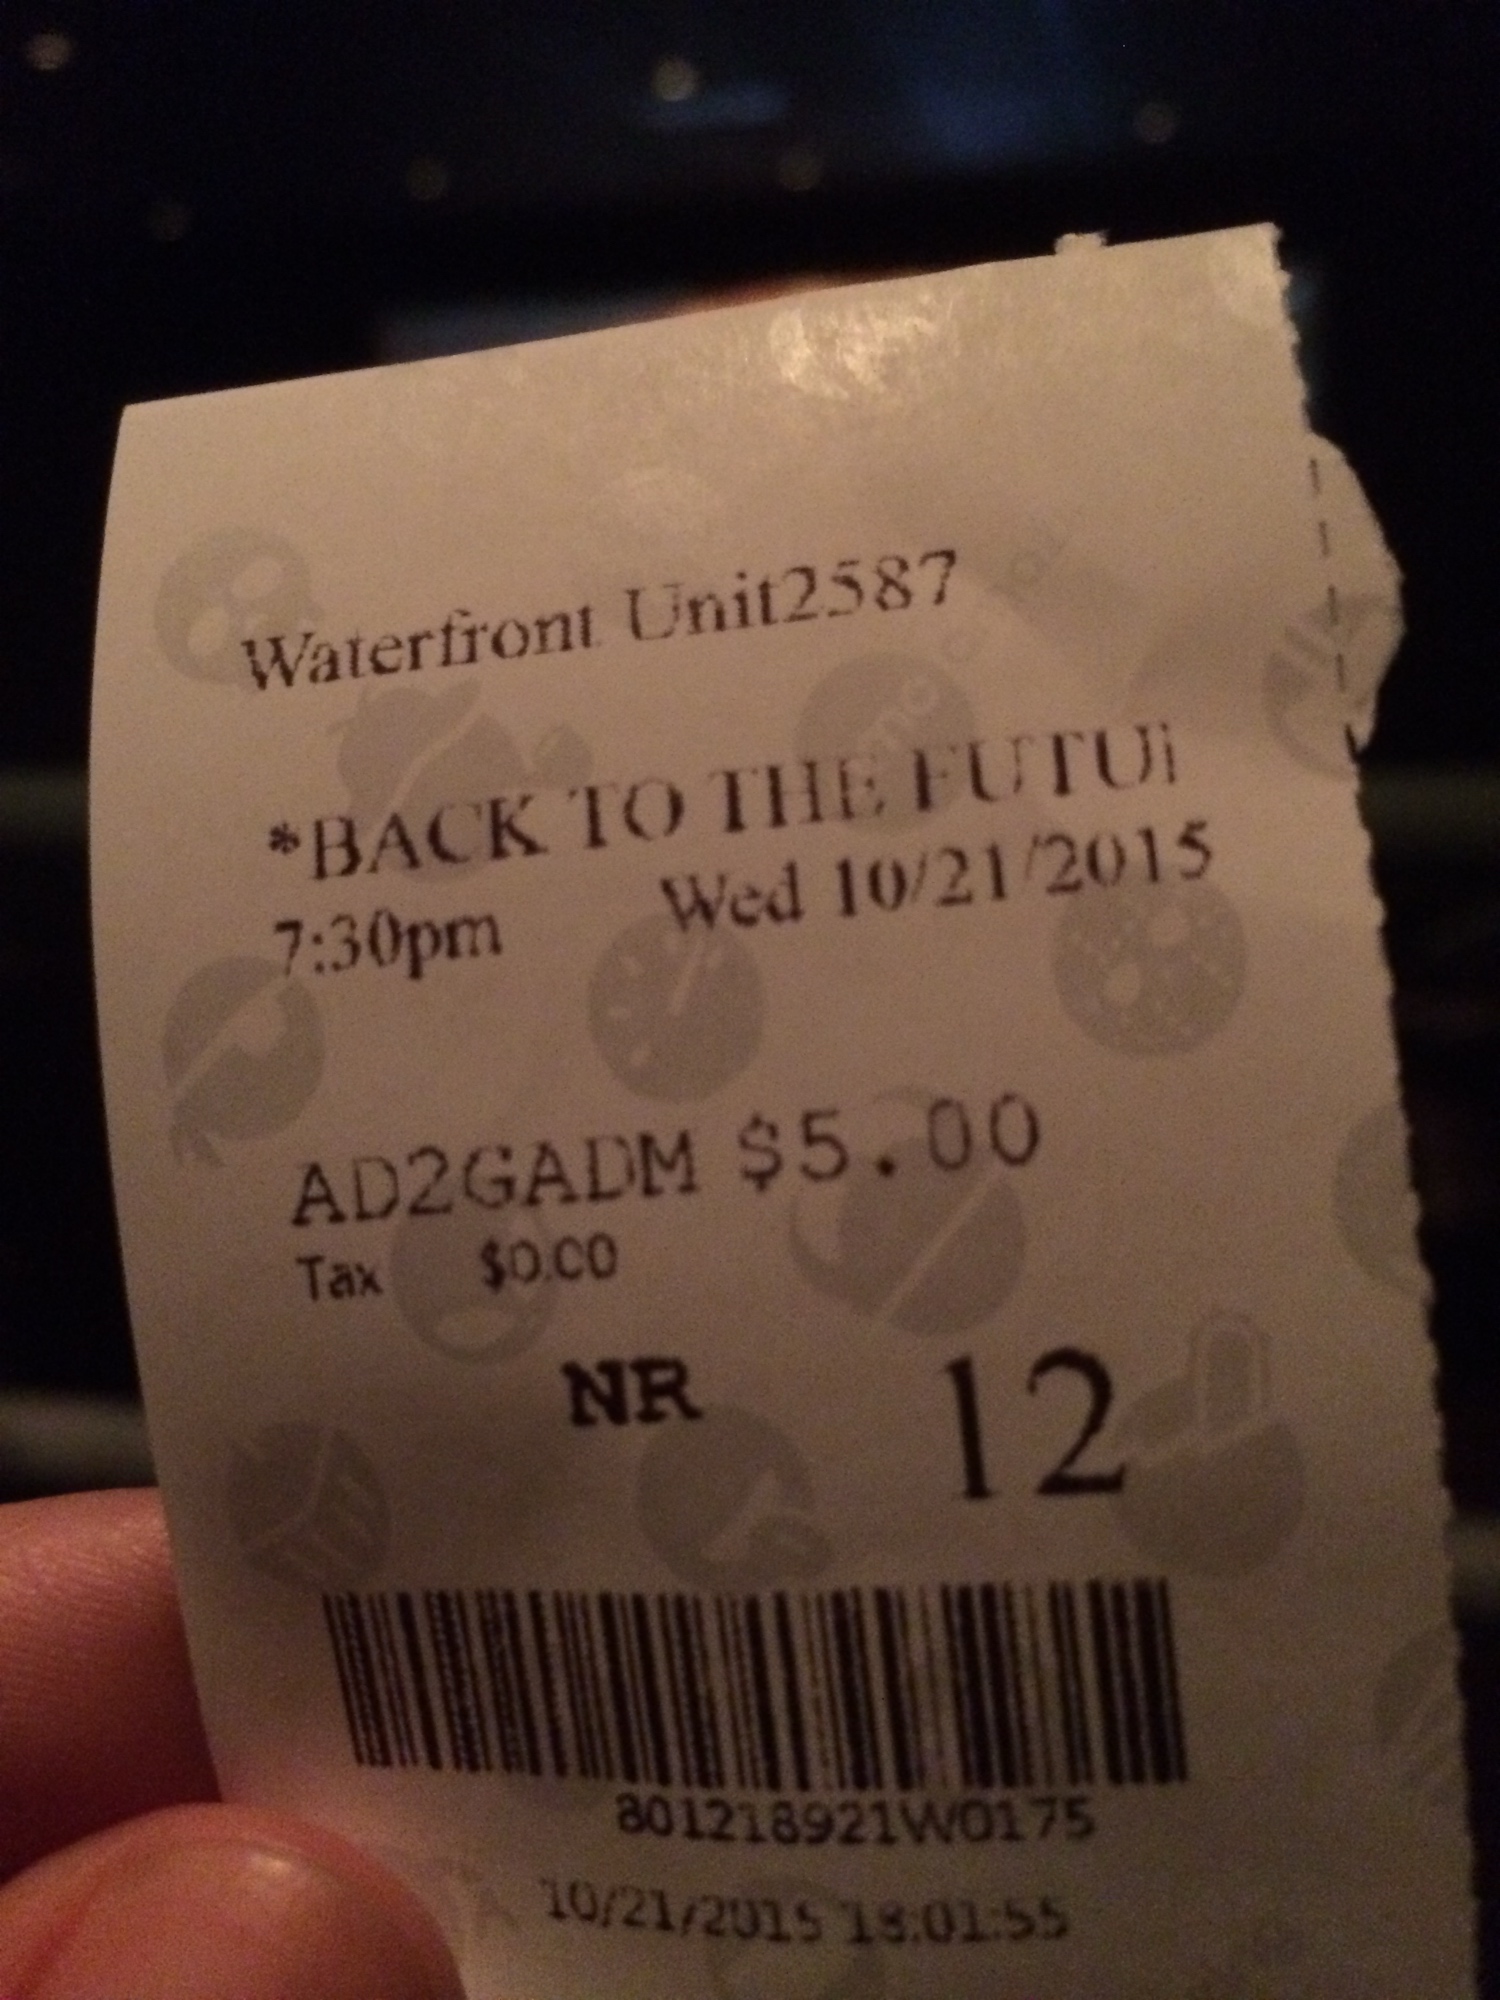 Waterfront Unit2587
*BACK TO THE FUTUI
7:30pm Wed 10/21/2015
AD2GADM $5.00
Tax $0.00
NR 12
801218921W0175
10/21/2015 18:01:55